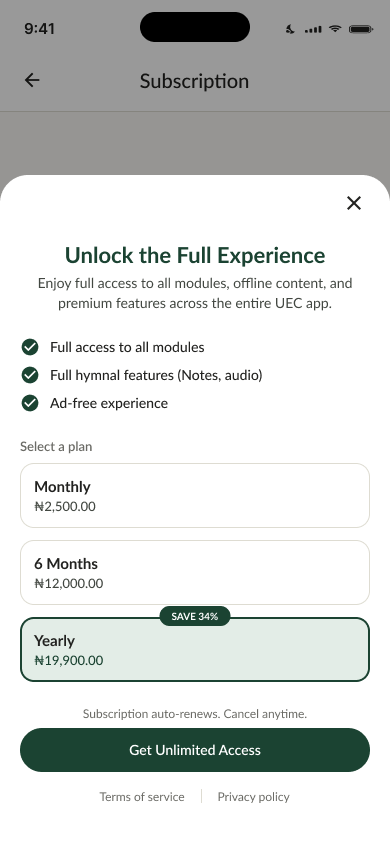 9:41
Subscription
Unlock the Full Experience
Enjoy full access to all modules, offline content, and
premium features across the entire UEC app.
Full access to all modules
Full hymnal features (Notes, audio)
Ad-free experience
Select a plan
Monthly
₦2,500.00
6 Months
₦12,000.00
SAVE 34%
Yearly
₦19,900.00
Subscription auto-renews. Cancel anytime.
Get Unlimited Access
Terms of service
Privacy policy